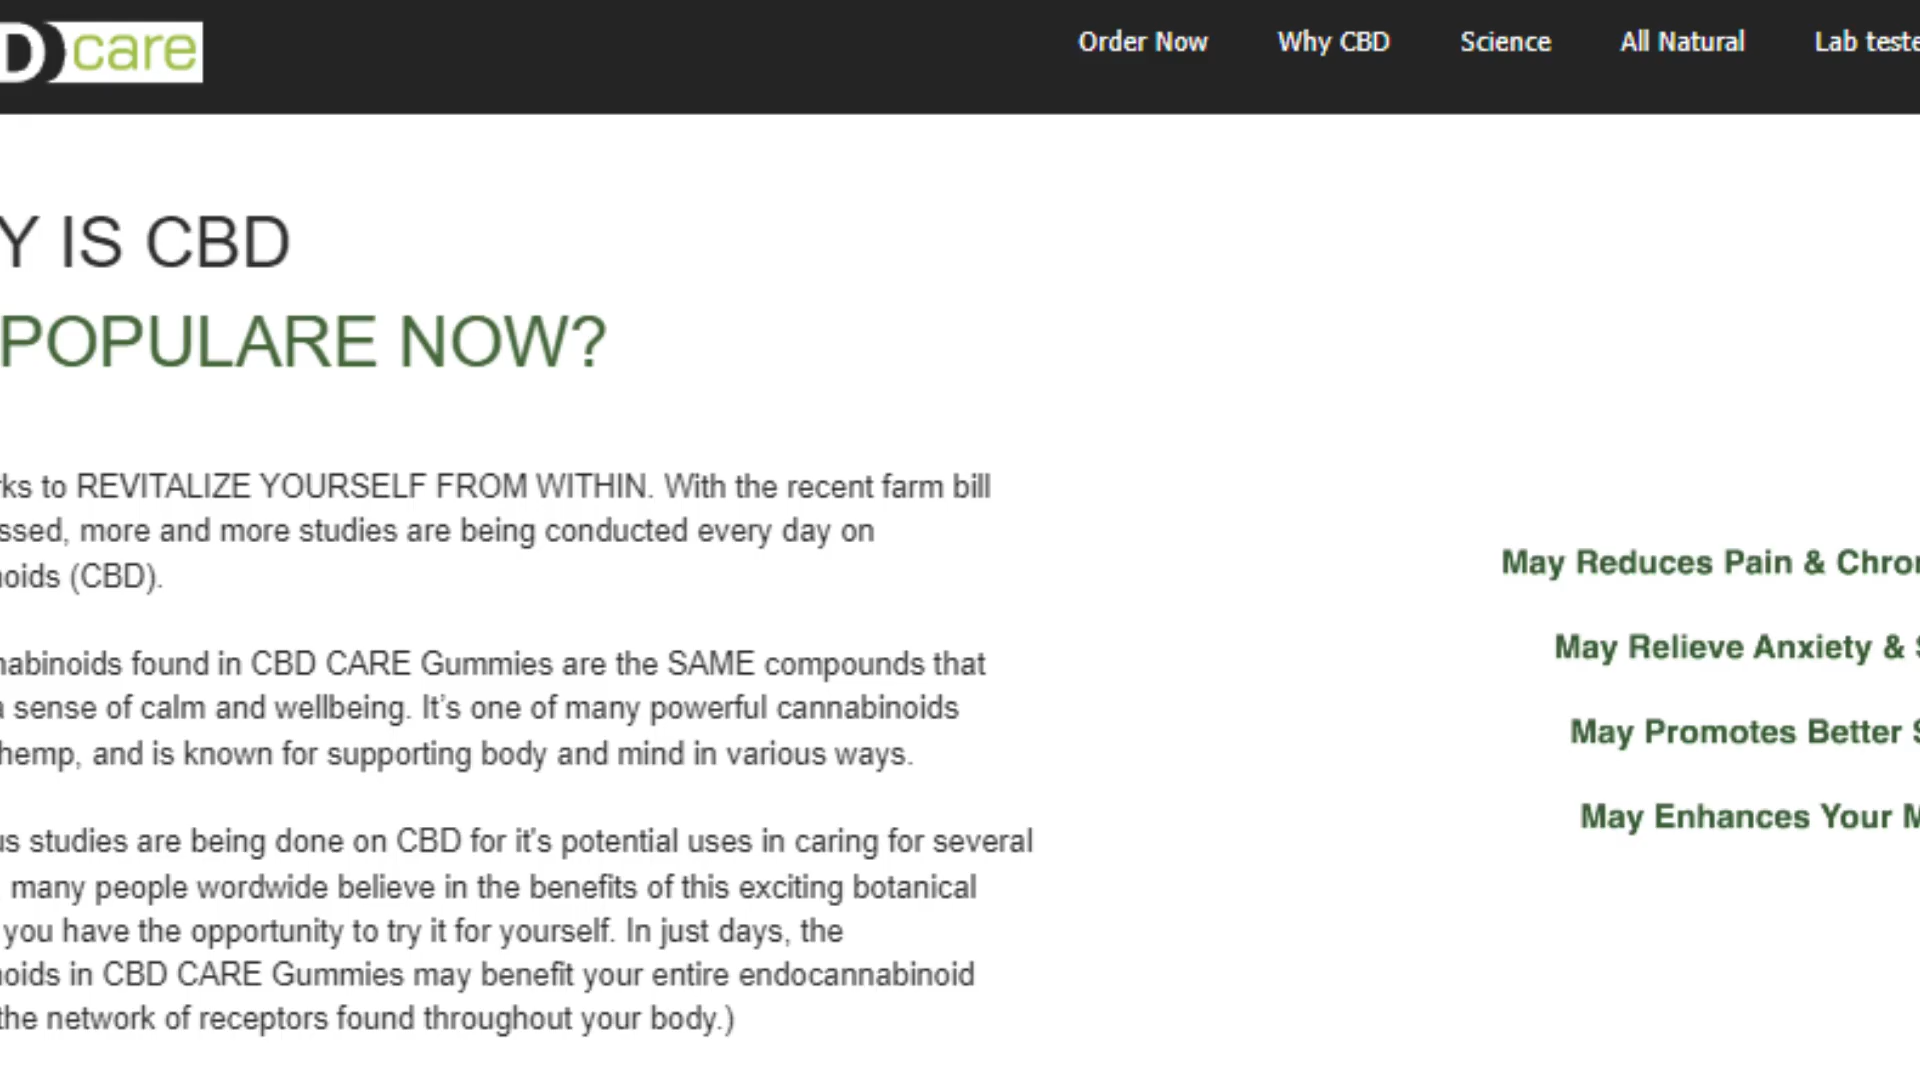 D care
Order Now Why CBD Science All Natural Lab teste
Y IS CBD
POPULARE NOW?
ks to REVITALIZE YOURSELF FROM WITHIN. With the recent farm bill
ssed, more and more studies are being conducted every day on
noids (CBD).
nabinoids found in CBD CARE Gummies are the SAME compounds that
a sense of calm and wellbeing. It’s one of many powerful cannabinoids
hemp, and is known for supporting body and mind in various ways.
us studies are being done on CBD for it's potential uses in caring for several
, many people wordwide believe in the benefits of this exciting botanical
you have the opportunity to try it for yourself. In just days, the
noids in CBD CARE Gummies may benefit your entire endocannabinoid
the network of receptors found throughout your body.)
May Reduces Pain & Chron
May Relieve Anxiety & S
May Promotes Better S
May Enhances Your M